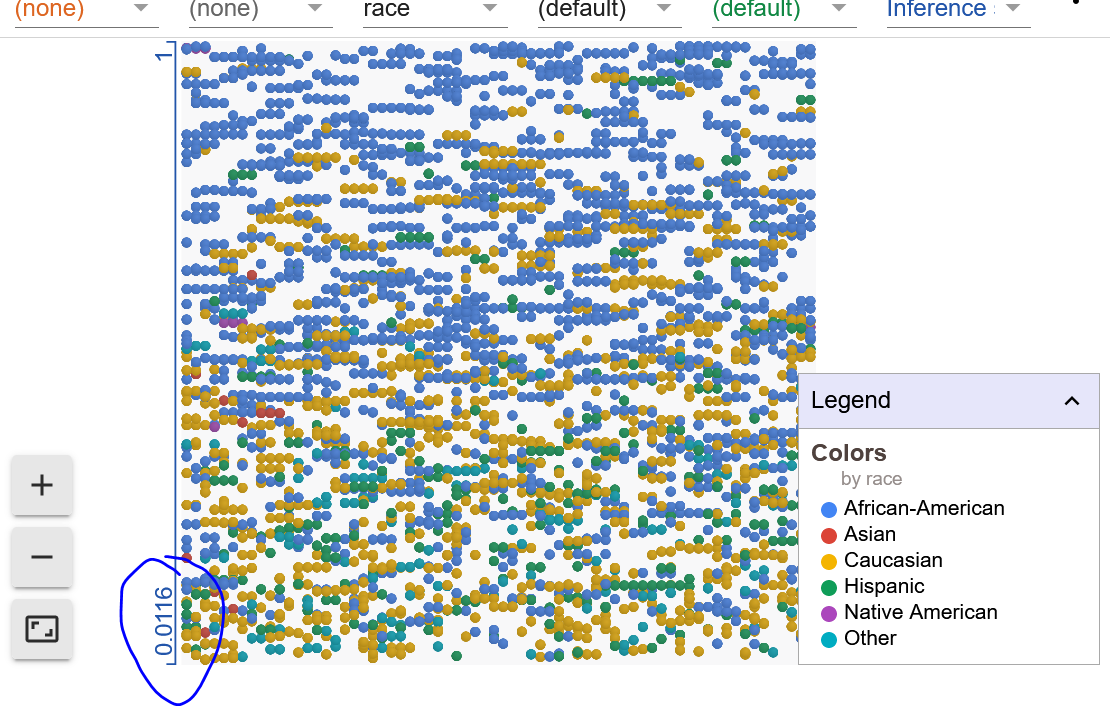 (none) (none) race (default) (default) Inference
1
0.0116
+
−
Legend
Colors
by race
African-American
Asian
Caucasian
Hispanic
Native American
Other